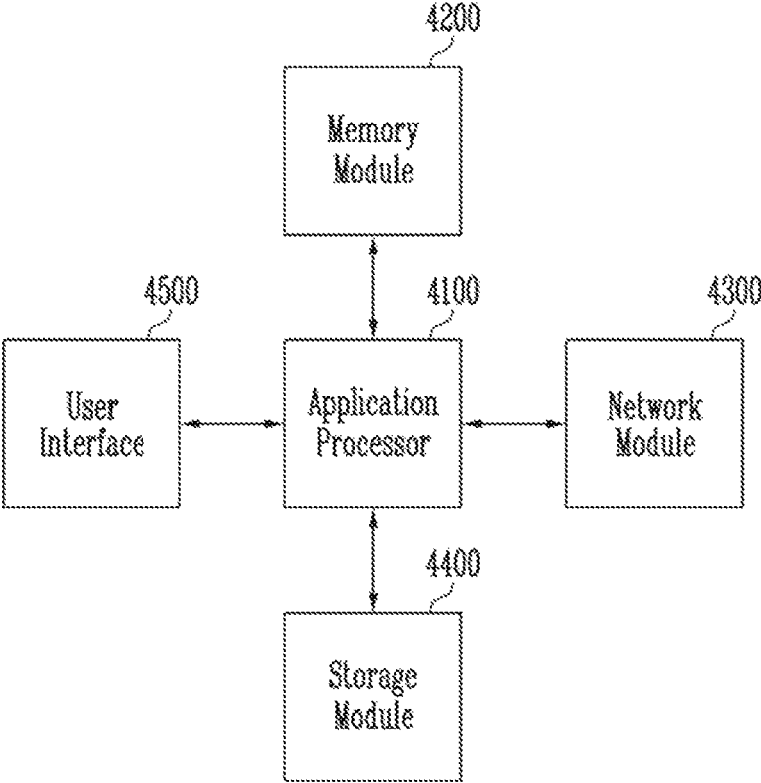 4200
Memory
Module
4500
User
Interface
4100
Application
Processor
4300
Network
Module
4400
Storage
Module